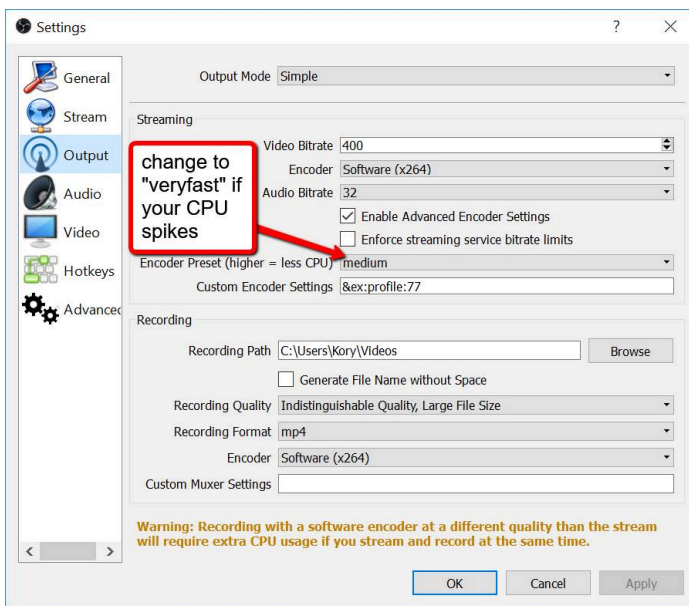 Settings
?
General
Stream
Output
Audio
Video
Hotkeys
Advanced
Output Mode Simple
Streaming
Video Bitrate 400
Encoder Software (x264)
Audio Bitrate 32
Enable Advanced Encoder Settings
Enforce streaming service bitrate limits
Encoder Preset (higher = less CPU) medium
Custom Encoder Settings &ex:profile:77
change to
"veryfast" if
your CPU
spikes
Recording
Recording Path C:\Users\Kory\Videos Browse
Generate File Name without Space
Recording Quality Indistinguishable Quality, Large File Size
Recording Format mp4
Encoder Software (x264)
Custom Muxer Settings
Warning: Recording with a software encoder at a different quality than the stream
will require extra CPU usage if you stream and record at the same time.
OK Cancel Apply